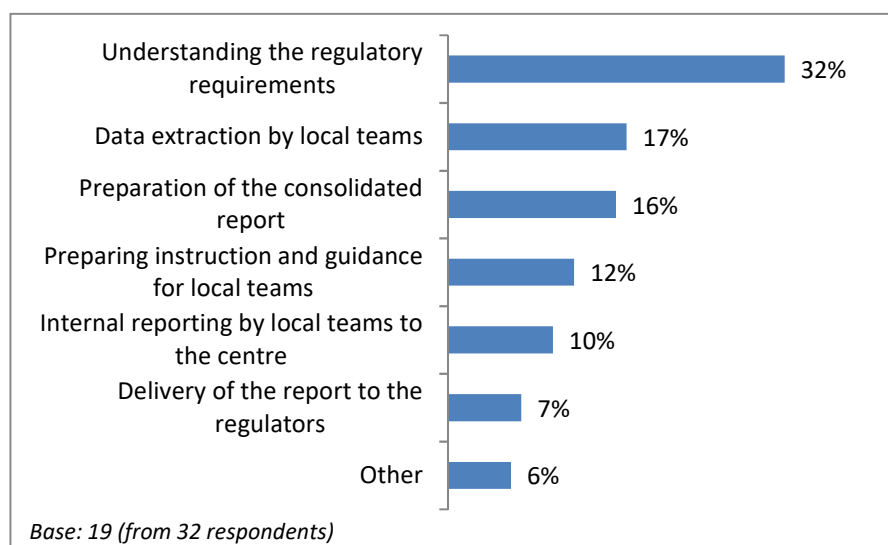 Understanding the regulatory
requirements
32%
Data extraction by local teams
17%
Preparation of the consolidated
report
16%
Preparing instruction and guidance
for local teams
12%
Internal reporting by local teams to
the centre
10%
Delivery of the report to the
regulators
7%
Other
6%
Base: 19 (from 32 respondents)